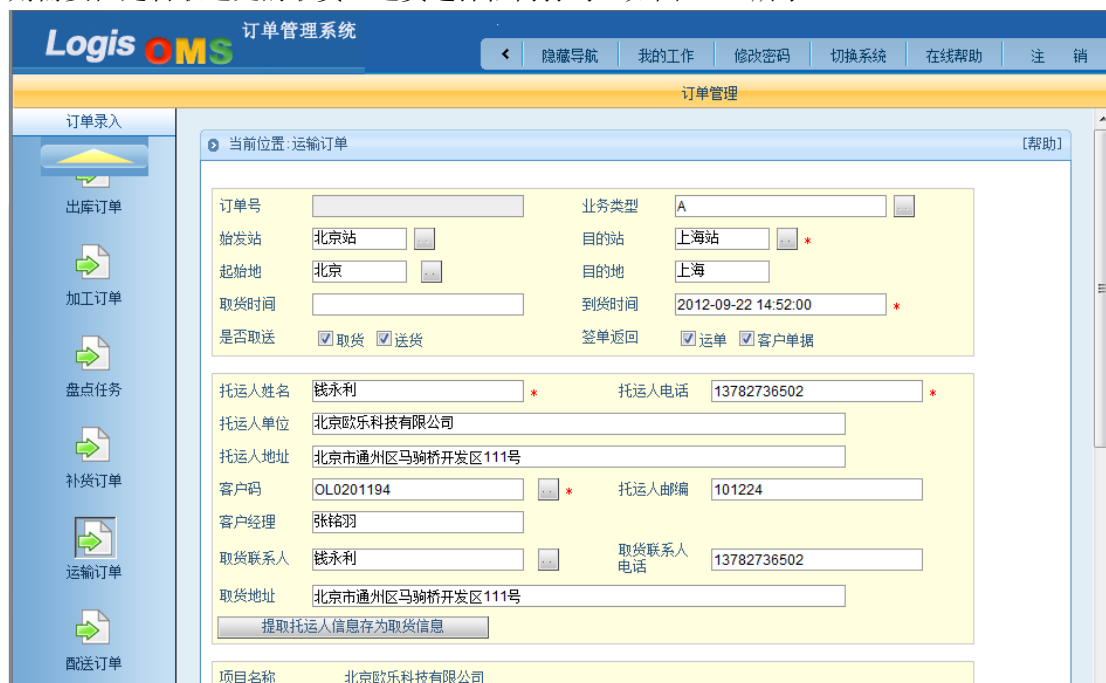 Logis OMS 订单管理系统
隐藏导航 我的工作 修改密码 切换系统 在线帮助 注 销
订单管理
订单录入
当前位置:运输订单 [帮助]
出库订单
加工订单
盘点任务
补货订单
运输订单
配送订单
订单号 业务类型 A
始发站 北京站 目的站 上海站 *
起始地 北京 目的地 上海
取货时间 到货时间 2012-09-22 14:52:00 *
是否取送 取货 送货 签单返回 运单 客户单据
托运人姓名 钱永利 * 托运人电话 13782736502 *
托运人单位 北京欧乐科技有限公司
托运人地址 北京市通州区马驹桥开发区111号
客户码 OL0201194 * 托运人邮编 101224
客户经理 张铭羽
取货联系人 钱永利 取货联系人电话 13782736502
取货地址 北京市通州区马驹桥开发区111号
提取托运人信息存为取货信息
项目名称 北京欧乐科技有限公司